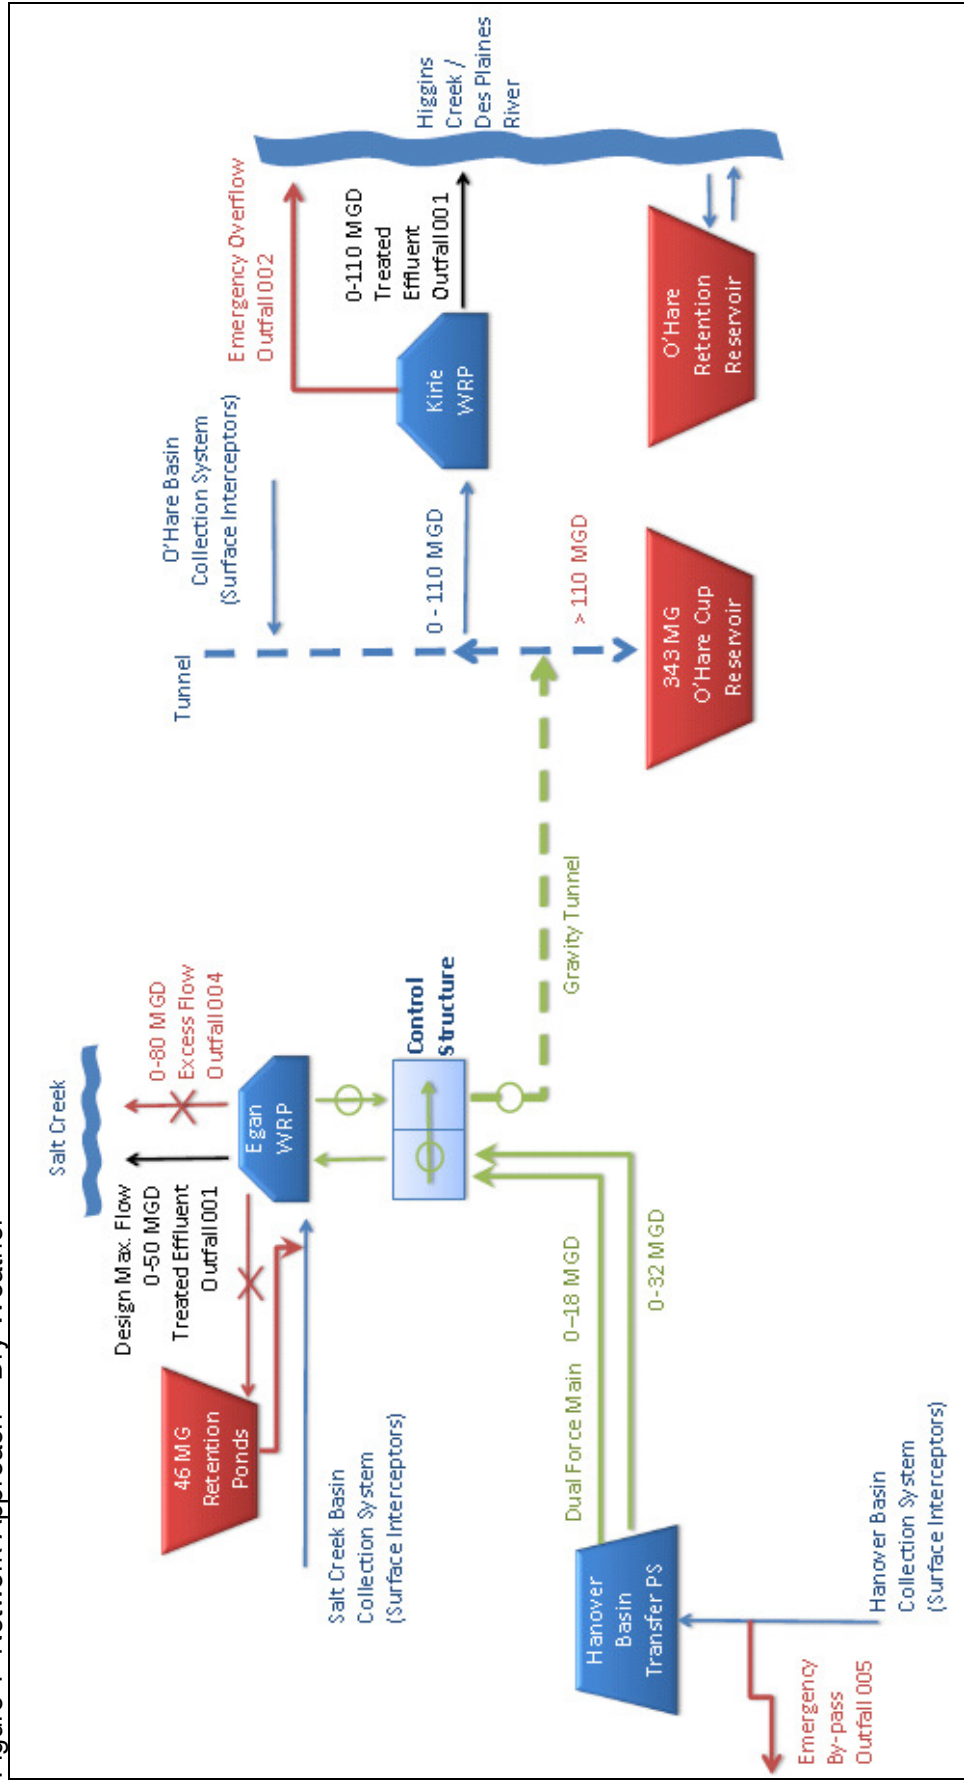 Figure Network Approach - Dry Weather
Salt Creek
Design Max. Flow
0-50 MGD
Treated Effluent
Outfall 001
0-80 MGD
Excess Flow
Outfall 004
46 MG
Retention
Ponds
Egan
WRP
Salt Creek Basin
Collection System
(Surface Interceptors)
Control
Structure
Tunnel
O'Hare Basin
Collection System
(Surface Interceptors)
Emergency Overflow
Outfall 002
0-110 MGD
Treated
Effluent
Outfall 001
Higgins
Creek /
Des Plaines
River
0 - 110 MGD
Kirie
WRP
> 110 MGD
Gravity Tunnel
343 MG
O'Hare Cup
Reservoir
O'Hare
Retention
Reservoir
Dual Force Main 0–18 MGD
0-32 MGD
Hanover
Basin
Transfer PS
Emergency
By-pass
Outfall 005
Hanover Basin
Collection System
(Surface Interceptors)